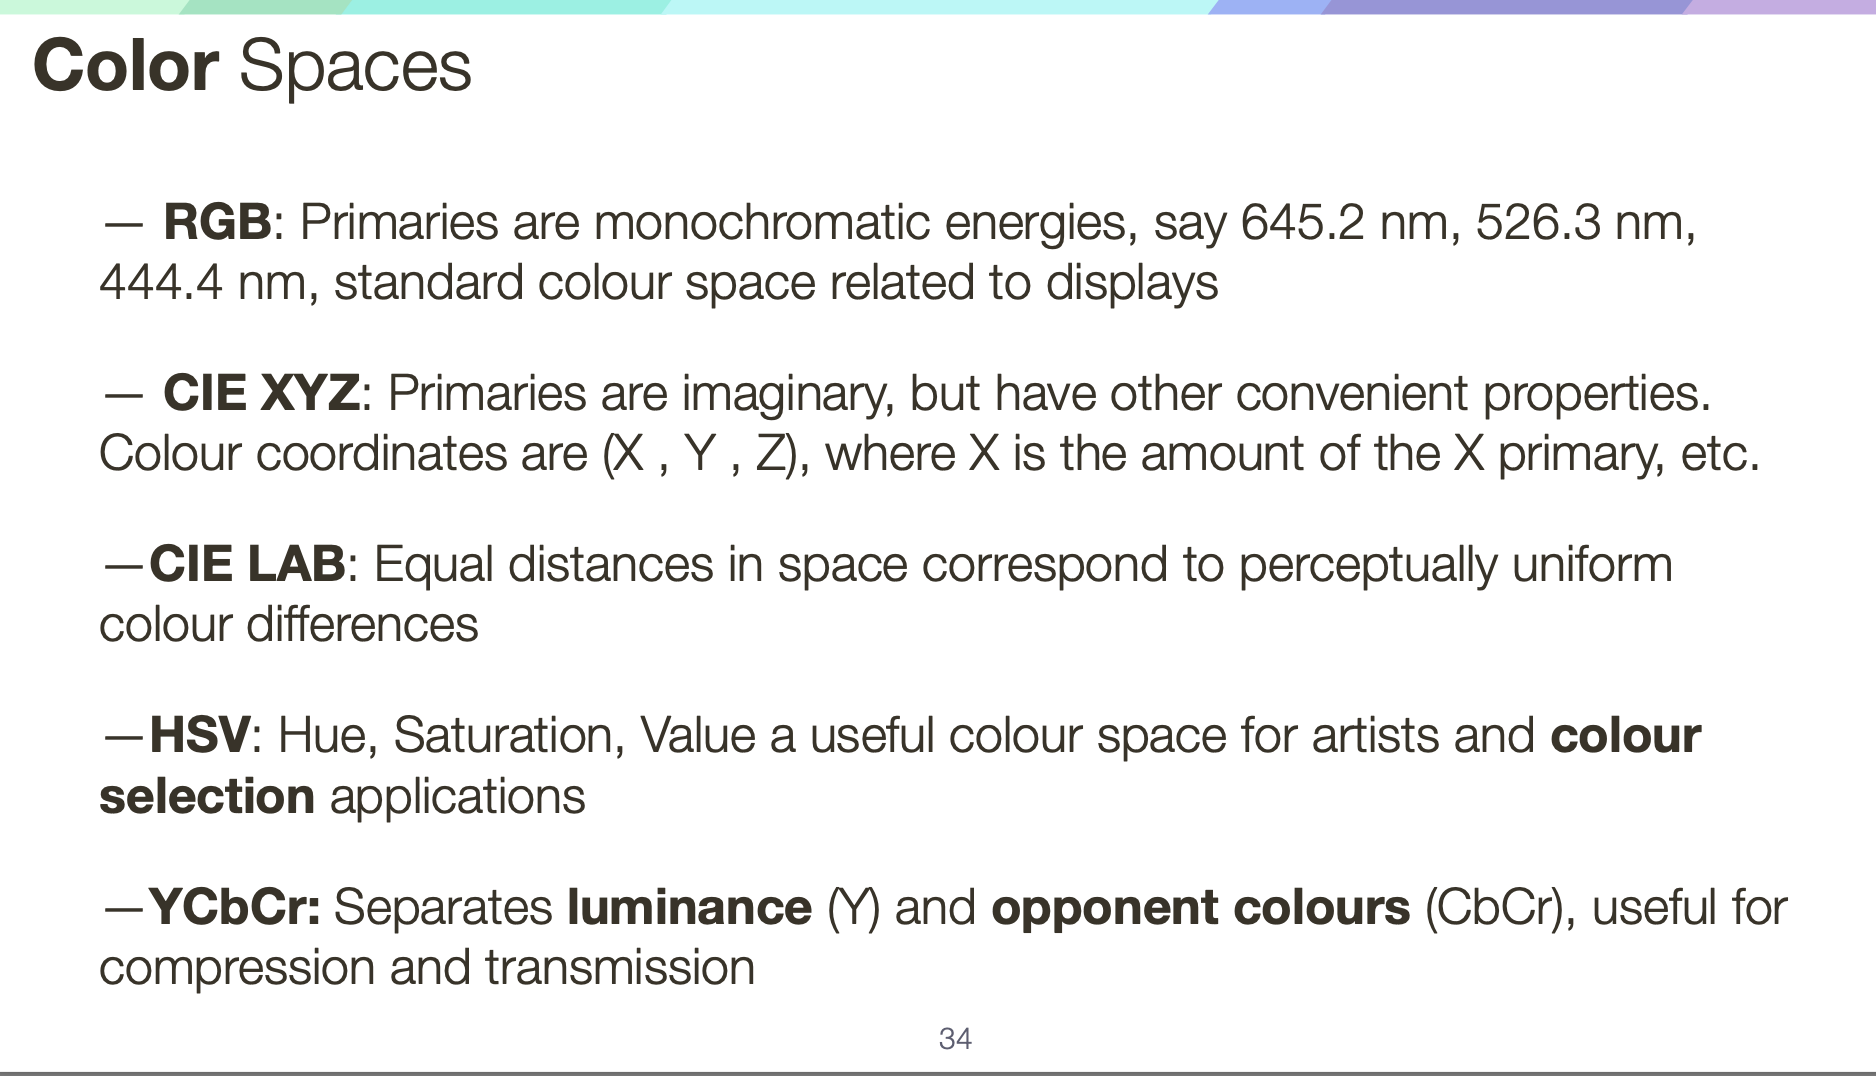 Color Spaces
— RGB: Primaries are monochromatic energies, say 645.2 nm, 526.3 nm,
444.4 nm, standard colour space related to displays
— CIE XYZ: Primaries are imaginary, but have other convenient properties.
Colour coordinates are (X , Y , Z), where X is the amount of the X primary, etc.
—CIE LAB: Equal distances in space correspond to perceptually uniform
colour differences
—HSV: Hue, Saturation, Value a useful colour space for artists and colour
selection applications
—YCbCr: Separates luminance (Y) and opponent colours (CbCr), useful for
compression and transmission
34